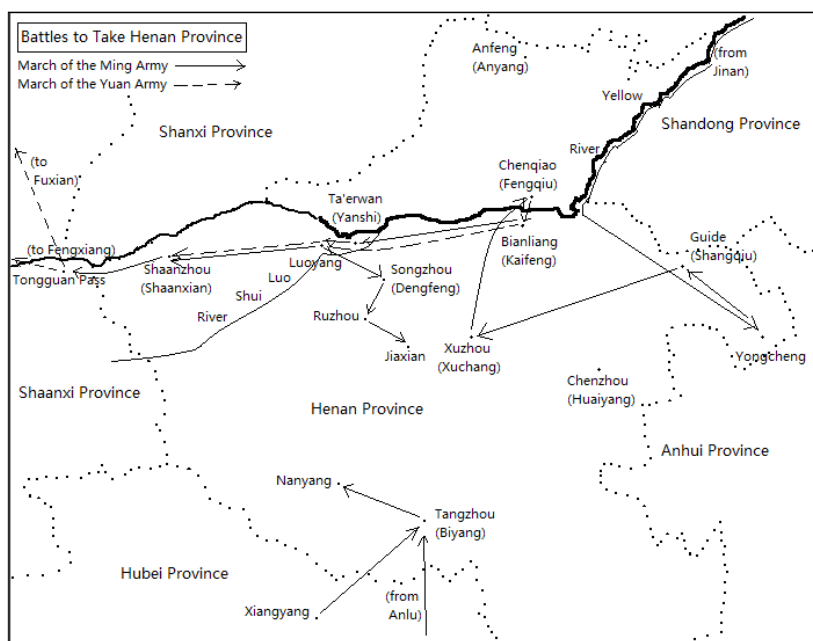 Battles to Take Henan Province
March of the Ming Army
March of the Yuan Army
Anfeng
(Anyang)
(from
Jinan)
Yellow
River
Shanxi Province
Shandong Province
(to
Fuxian)
Chenqiao
(Fengqiu)
Ta'erwan
(Yanshi)
Bianliang
(Kaifeng)
Guide
(Shangqiu)
(to Fengxiang)
Tongguan Pass
Shaanzhou
(Shaanxian)
Luoyang
Luo
Shui
River
Songzhou
(Dengfeng)
Ruzhou
Jiaxian
Xuzhou
(Xuchang)
Yongcheng
Chenzhou
(Huaiyang)
Shaanxi Province
Henan Province
Anhui Province
Nanyang
Tangzhou
(Biyang)
Hubei Province
Xiangyang
(from
Anlu)